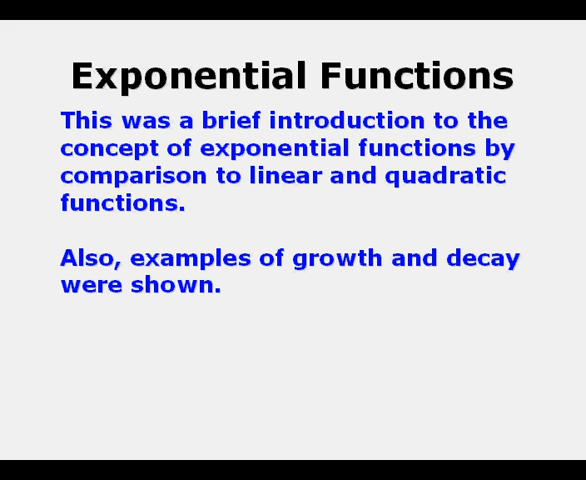 Exponential Functions
This was a brief introduction to the
concept of exponential functions by
comparison to linear and quadratic
functions.
Also, examples of growth and decay
were shown.